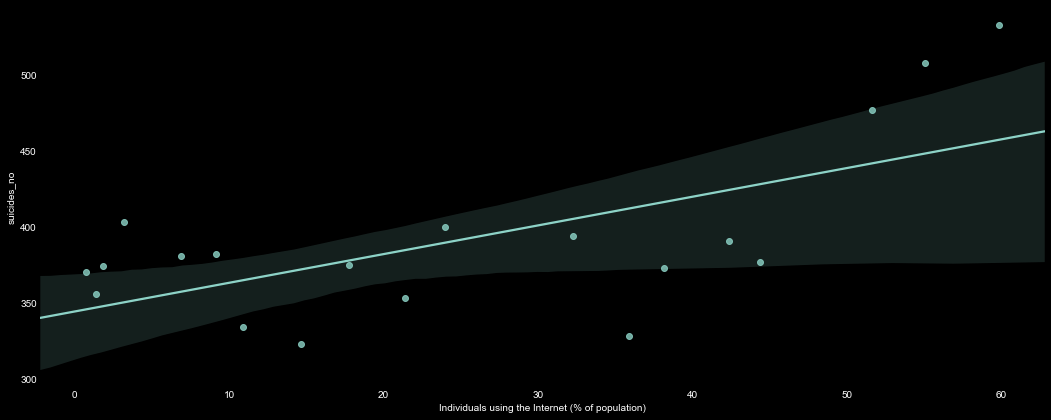 500
450
400
350
300
suicides_no
0 10 20 30 40 50 60
Individuals using the Internet (% of population)